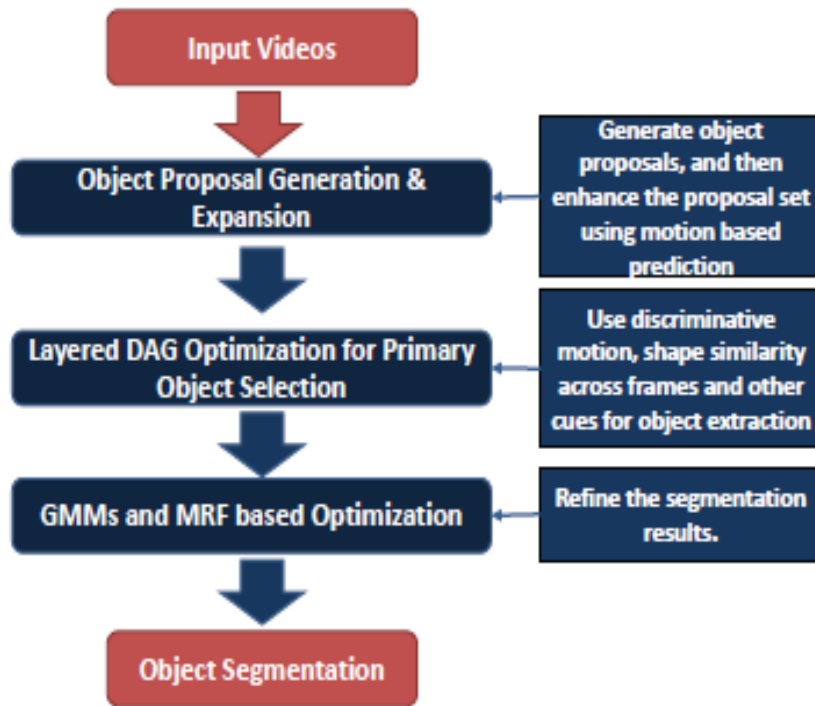 Input Videos
Object Proposal Generation &
Expansion
Generate object
proposals, and then
enhance the proposal set
using motion based
prediction
Layered DAG Optimization for Primary
Object Selection
Use discriminative
motion, shape similarity
across frames and other
cues for object extraction
GMMs and MRF based Optimization
Refine the segmentation
results.
Object Segmentation